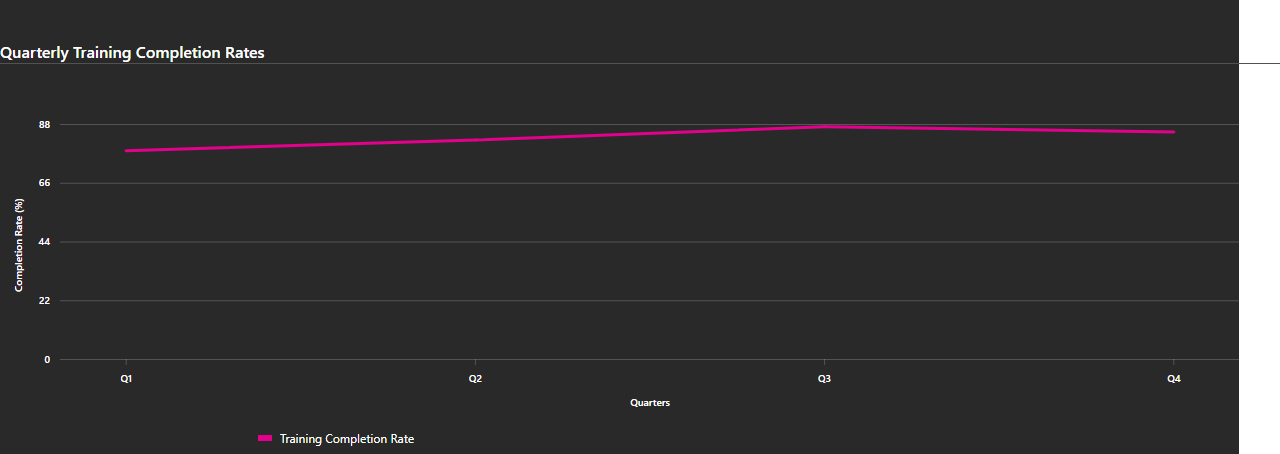 Quarterly Training Completion Rates
88
66
44
22
0
Completion Rate (%)
Q1 Q2 Q3 Q4
Quarters
Training Completion Rate